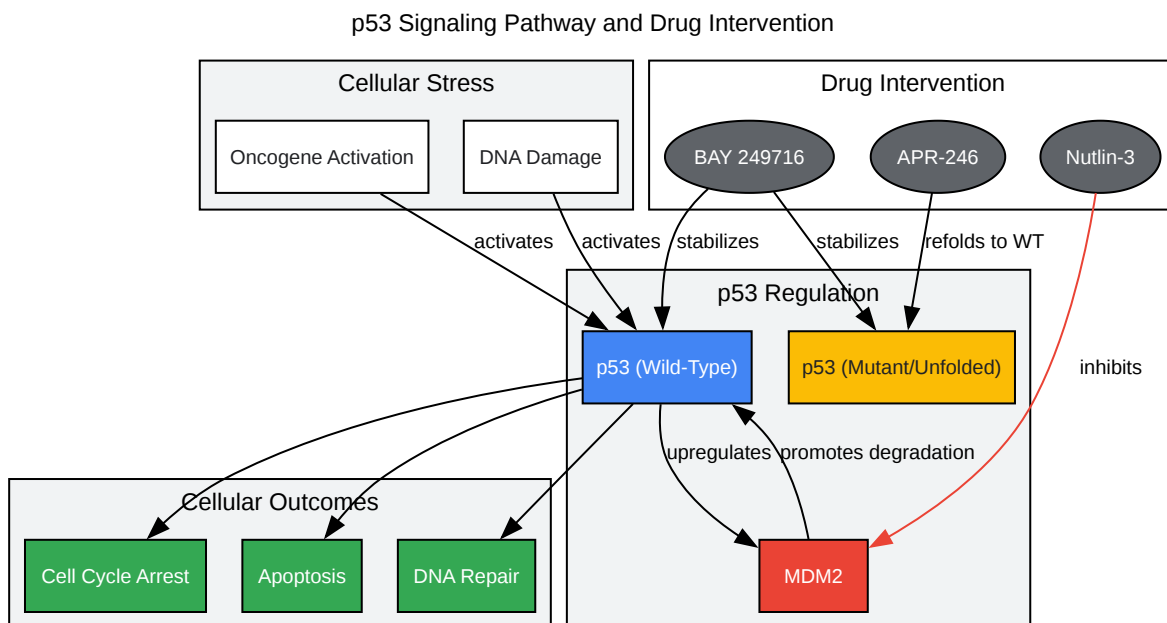 p53 Signaling Pathway and Drug Intervention
Cellular Stress
Drug Intervention
Oncogene Activation
DNA Damage
BAY 249716
APR-246
Nutlin-3
activates
activates
stabilizes
stabilizes
refolds to WT
p53 Regulation
p53 (Wild-Type)
p53 (Mutant/Unfolded)
inhibits
upregulates
promotes degradation
Cellular Outcomes
Cell Cycle Arrest
Apoptosis
DNA Repair
MDM2